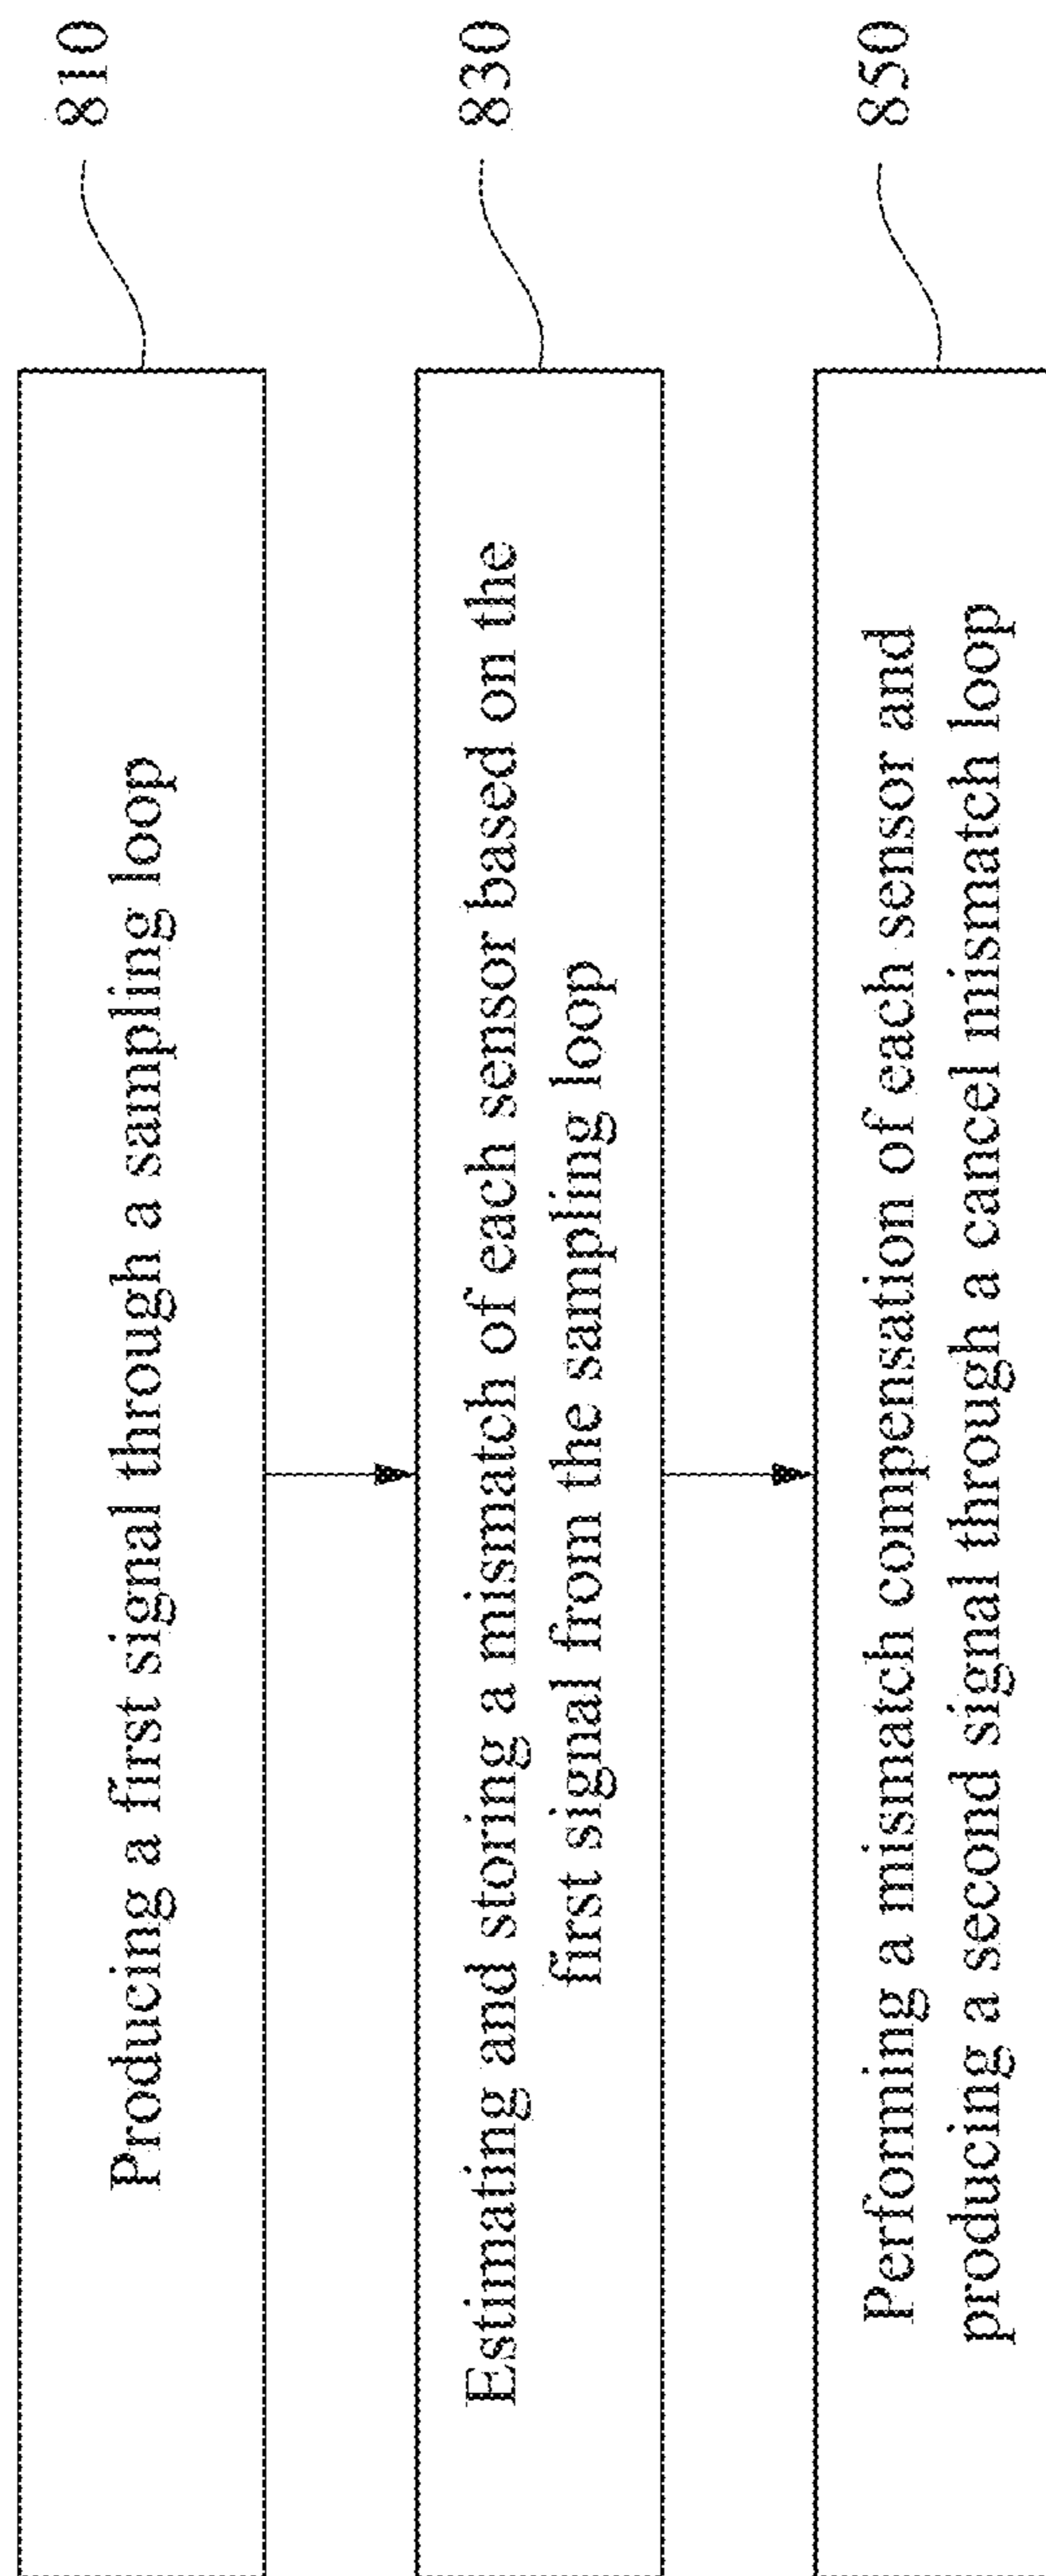 Producing a first signal through a sampling loop
810
Estimating and storing a mismatch of each sensor based on the
first signal from the sampling loop
830
Performing a mismatch compensation of each sensor and
producing a second signal through a cancel mismatch loop
850